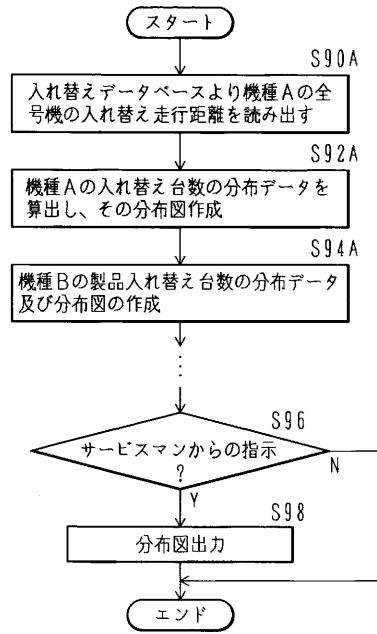 スタート
S90A
入れ替えデータベースより機種Aの全
号機の入れ替え走行距離を読み出す
S92A
機種Aの入れ替え台数の分布データを
算出し、その分布図作成
S94A
機種Bの製品入れ替え台数の分布データ
及び分布図の作成
S96
サービスマンからの指示
?
N
Y
S98
分布図出力
エンド